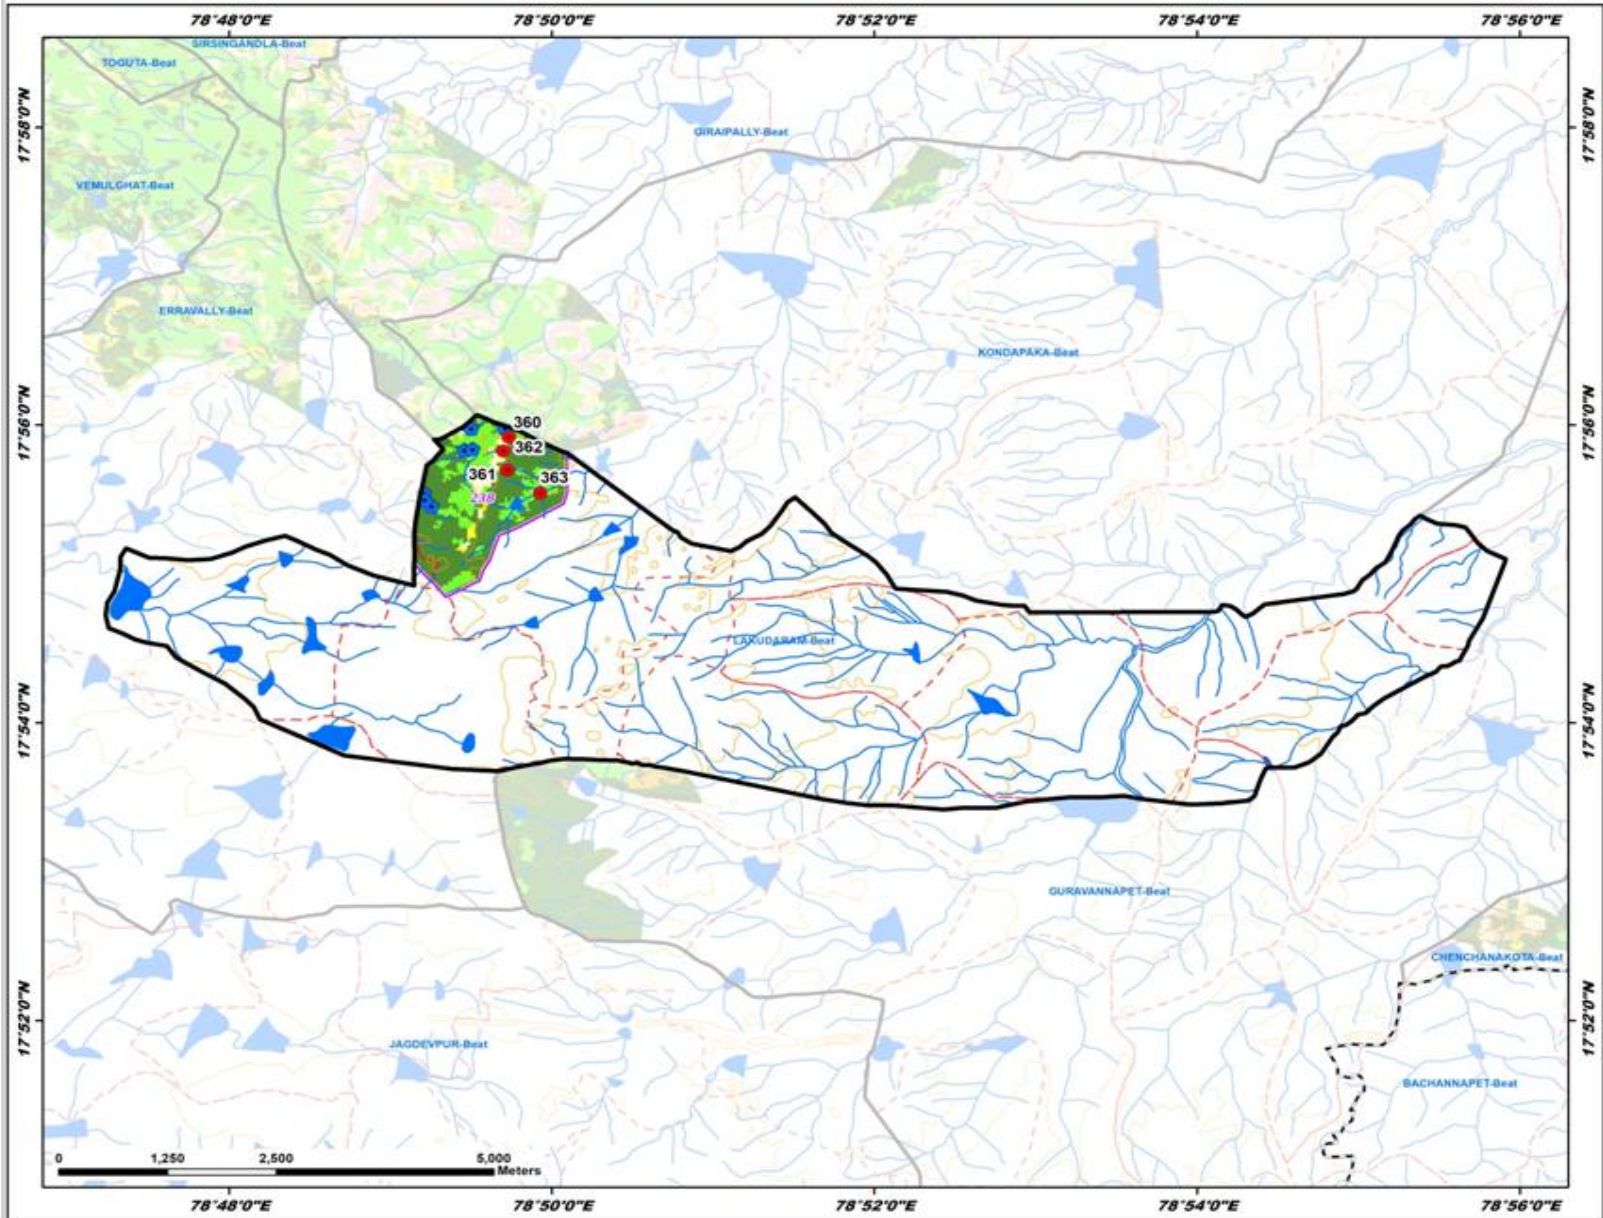 78°48'0"E 78°50'0"E 78°52'0"E 78°54'0"E 78°56'0"E
SIRSINGANDLA-Beat
TOGUTA-Beat
17°58'0"N 17°58'0"N
GIRAIPALLY-Beat
VEMULGHAT-Beat
ERRAVALLY-Beat
KONDAPAKA-Beat
17°56'0"N 17°56'0"N
360
362
361 363
238
LAKUDARAM-Beat
17°54'0"N 17°54'0"N
GURAVANNAPET-Beat
CHENCHANAKOTA-Beat
17°52'0"N 17°52'0"N
JAGDEVPUR-Beat
BACHANNAPET-Beat
0 1,250 2,500 5,000
Meters
78°48'0"E 78°50'0"E 78°52'0"E 78°54'0"E 78°56'0"E